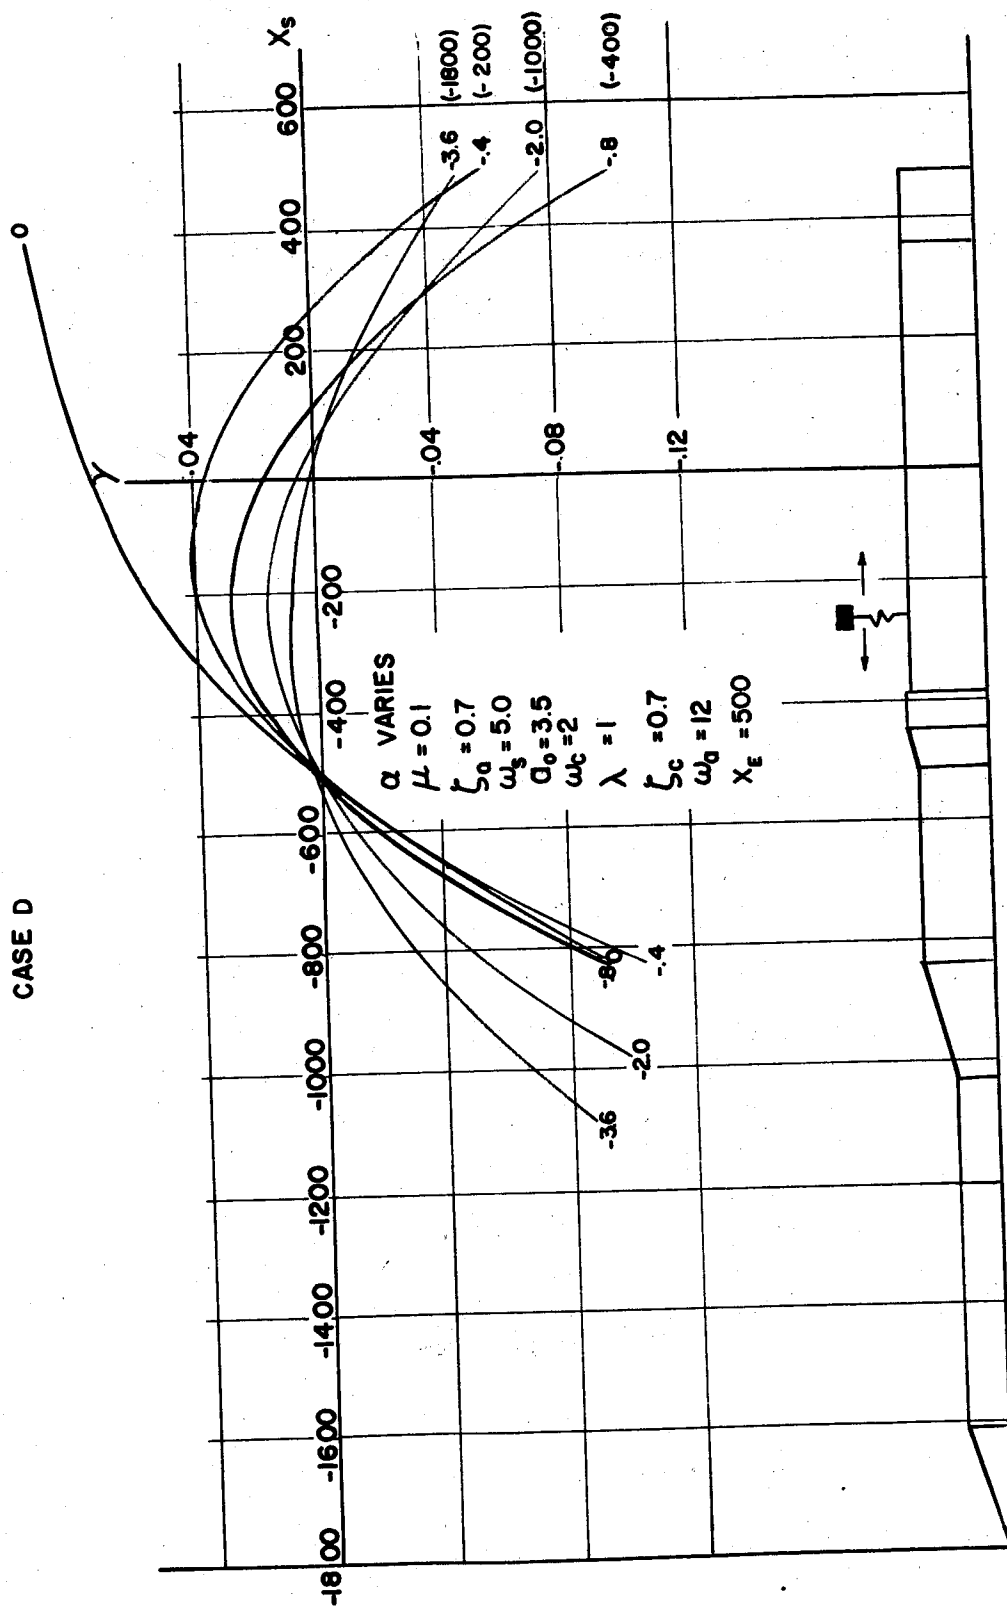 CASE D
γ
.04
-.04
-.08
-.12
-1800
-1600
-1400
-1200
-1000
-800
-600
-400
-200
200
400
600
Xs
0
-3.6 (-1800)
-.4 (-200)
-2.0 (-1000)
-.8 (-400)
-3.6
-2.0
-.4
α VARIES
μ = 0.1
ζa = 0.7
ωs = 5.0
a₀ = 3.5
ωc = 2
λ = 1
ζc = 0.7
ωa = 12
XE = 500